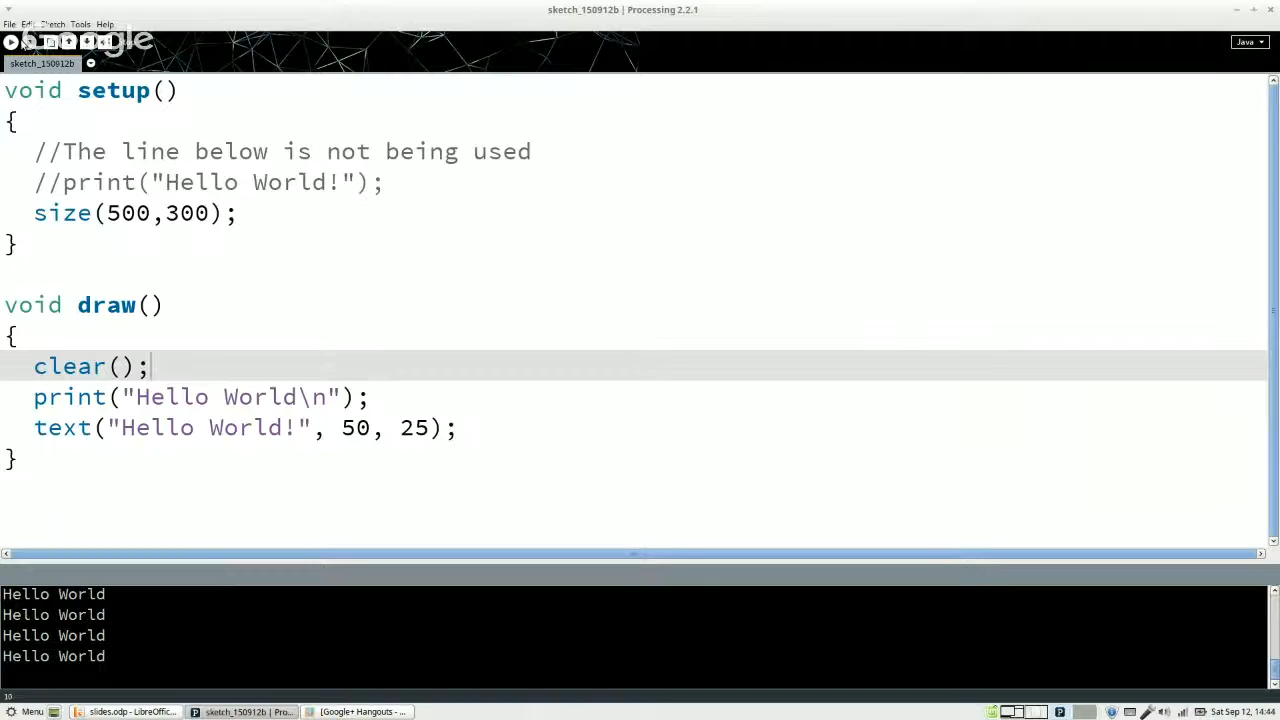 sketch_150912b | Processing 2.2.1
File Edit Sketch Tools Help
Google
Java
sketch_150912b
void setup()
{
//The line below is not being used
//print("Hello World!");
size(500,300);
}
void draw()
{
clear();
print("Hello World\n");
text("Hello World!", 50, 25);
}
Hello World
Hello World
Hello World
Hello World
10
Menu slides.odp - LibreOffic... sketch_150912b | Pro... [Google+ Hangouts - ... Sat Sep 12, 14:44